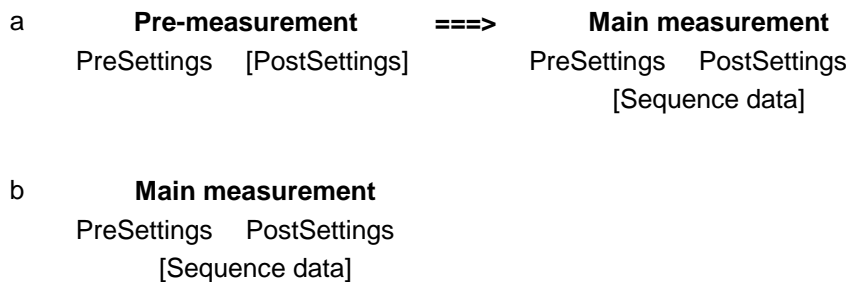 a Pre-measurement ===> Main measurement
PreSettings [PostSettings] PreSettings PostSettings
[Sequence data]
b Main measurement
PreSettings PostSettings
[Sequence data]